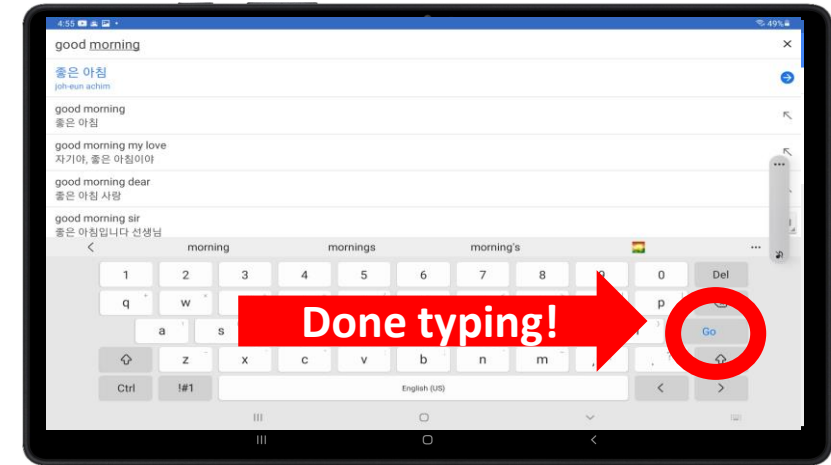 4:55
49%
good morning
좋은 아침
joh-eun achim
good morning
좋은 아침
good morning my love
자기야, 좋은 아침이야
good morning dear
좋은 아침 사랑
good morning sir
좋은 아침입니다 선생님
morning mornings morning's
1 2 3 4 5 6 7 8 9 0 Del
q w p
Done typing!
a s Go
z x c v b n m , .
Ctrl !#1 English (US) < >